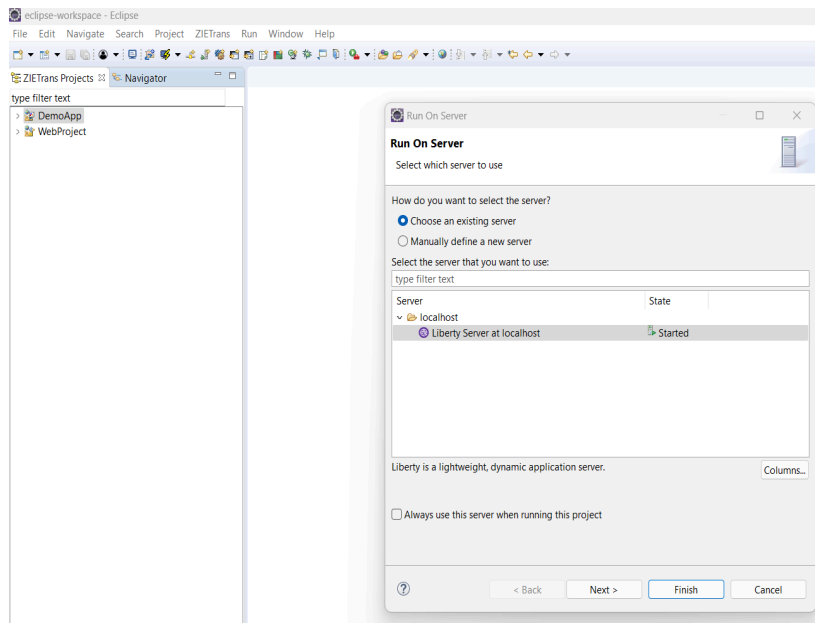 eclipse-workspace - Eclipse
File Edit Navigate Search Project ZIETrans Run Window Help
ZIETrans Projects Navigator
type filter text
DemoApp
WebProject
Run On Server
Run On Server
Select which server to use
How do you want to select the server?
Choose an existing server
Manually define a new server
Select the server that you want to use:
type filter text
Server State
localhost
Liberty Server at localhost Started
Liberty is a lightweight, dynamic application server.
Columns...
Always use this server when running this project
< Back Next > Finish Cancel